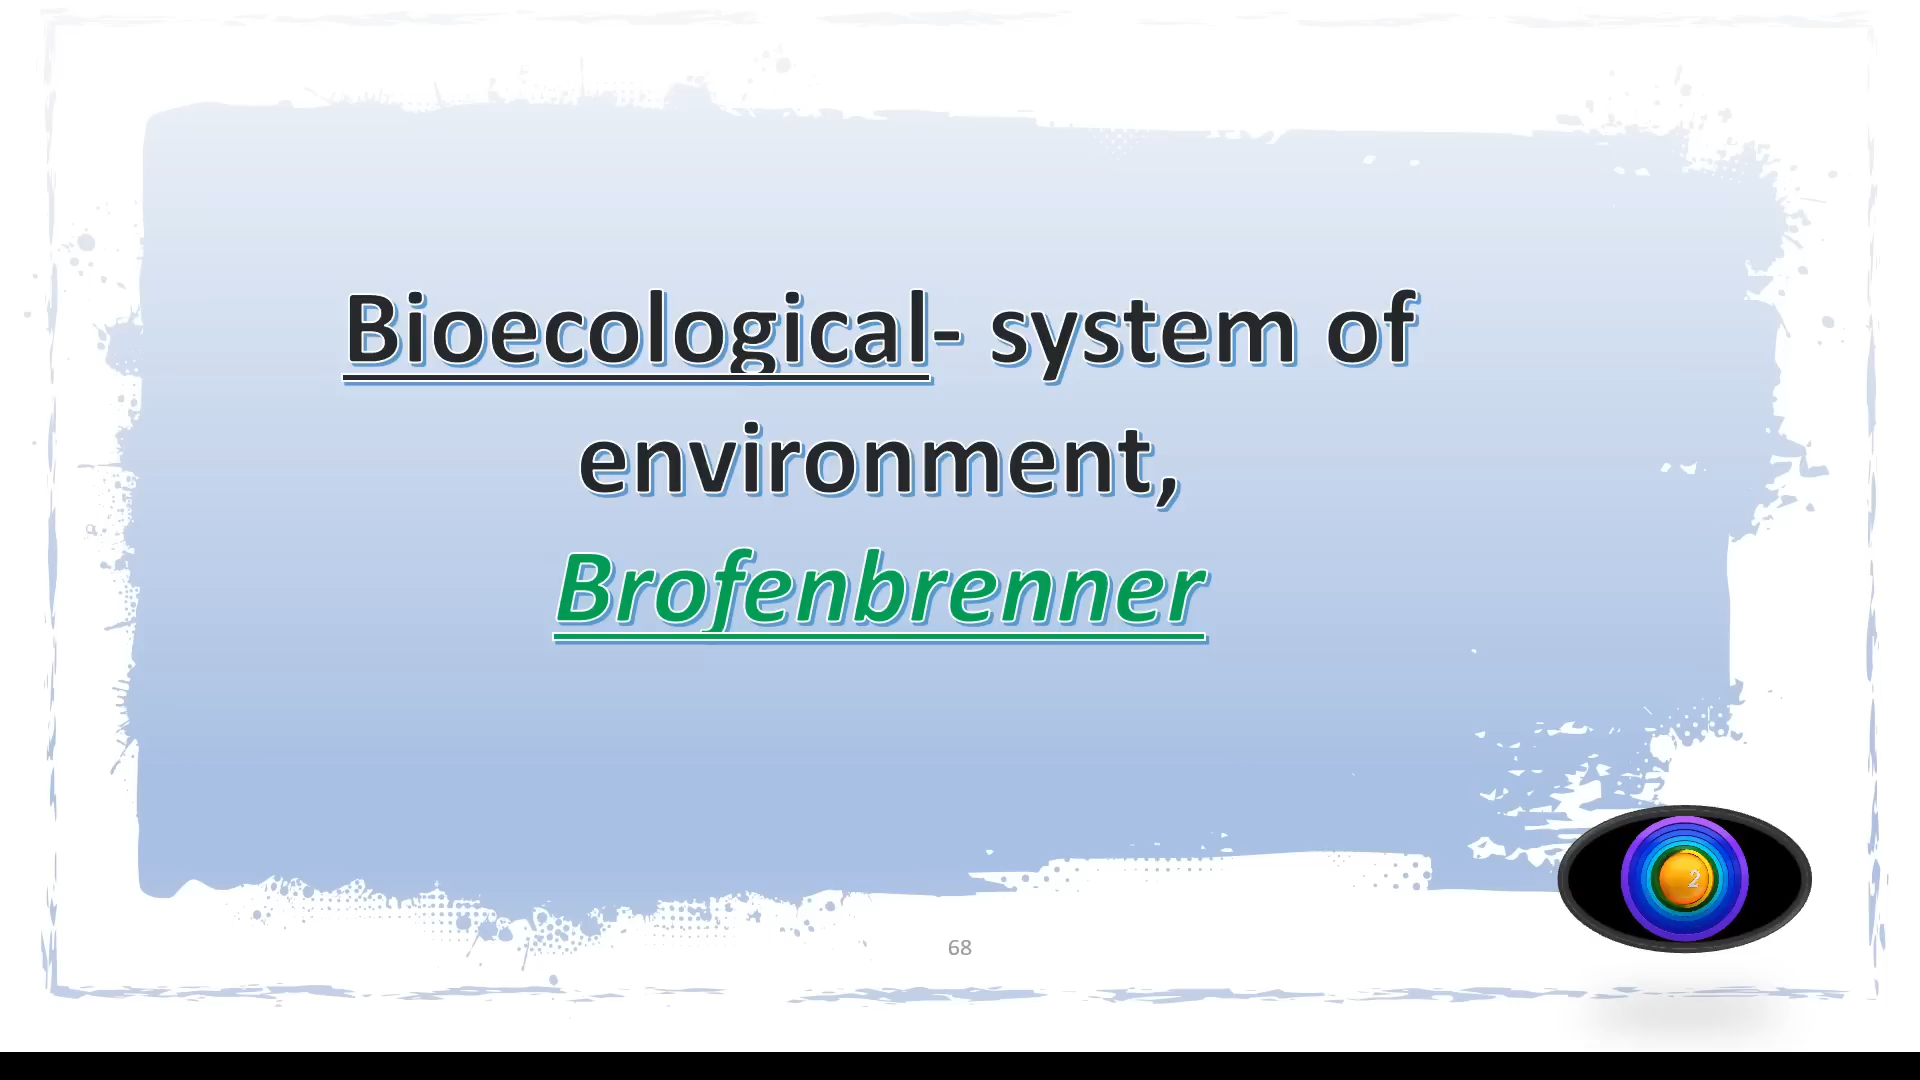 Bioecological- system of
environment,
Brofenbrenner
2
68